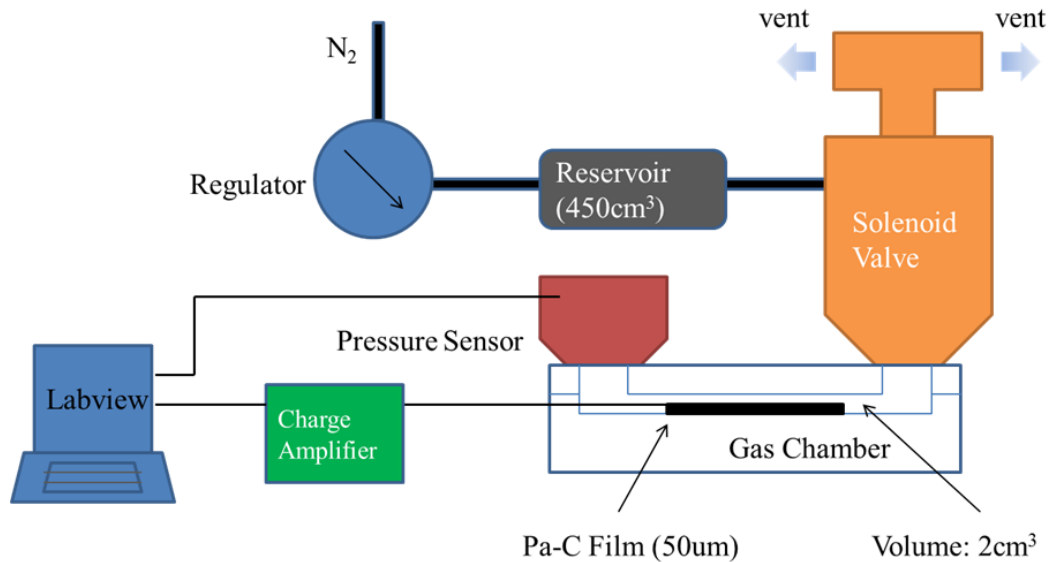 vent
vent
N₂
Regulator
Reservoir
(450cm³)
Solenoid
Valve
Pressure Sensor
Labview
Charge
Amplifier
Gas Chamber
Pa-C Film (50um)
Volume: 2cm³